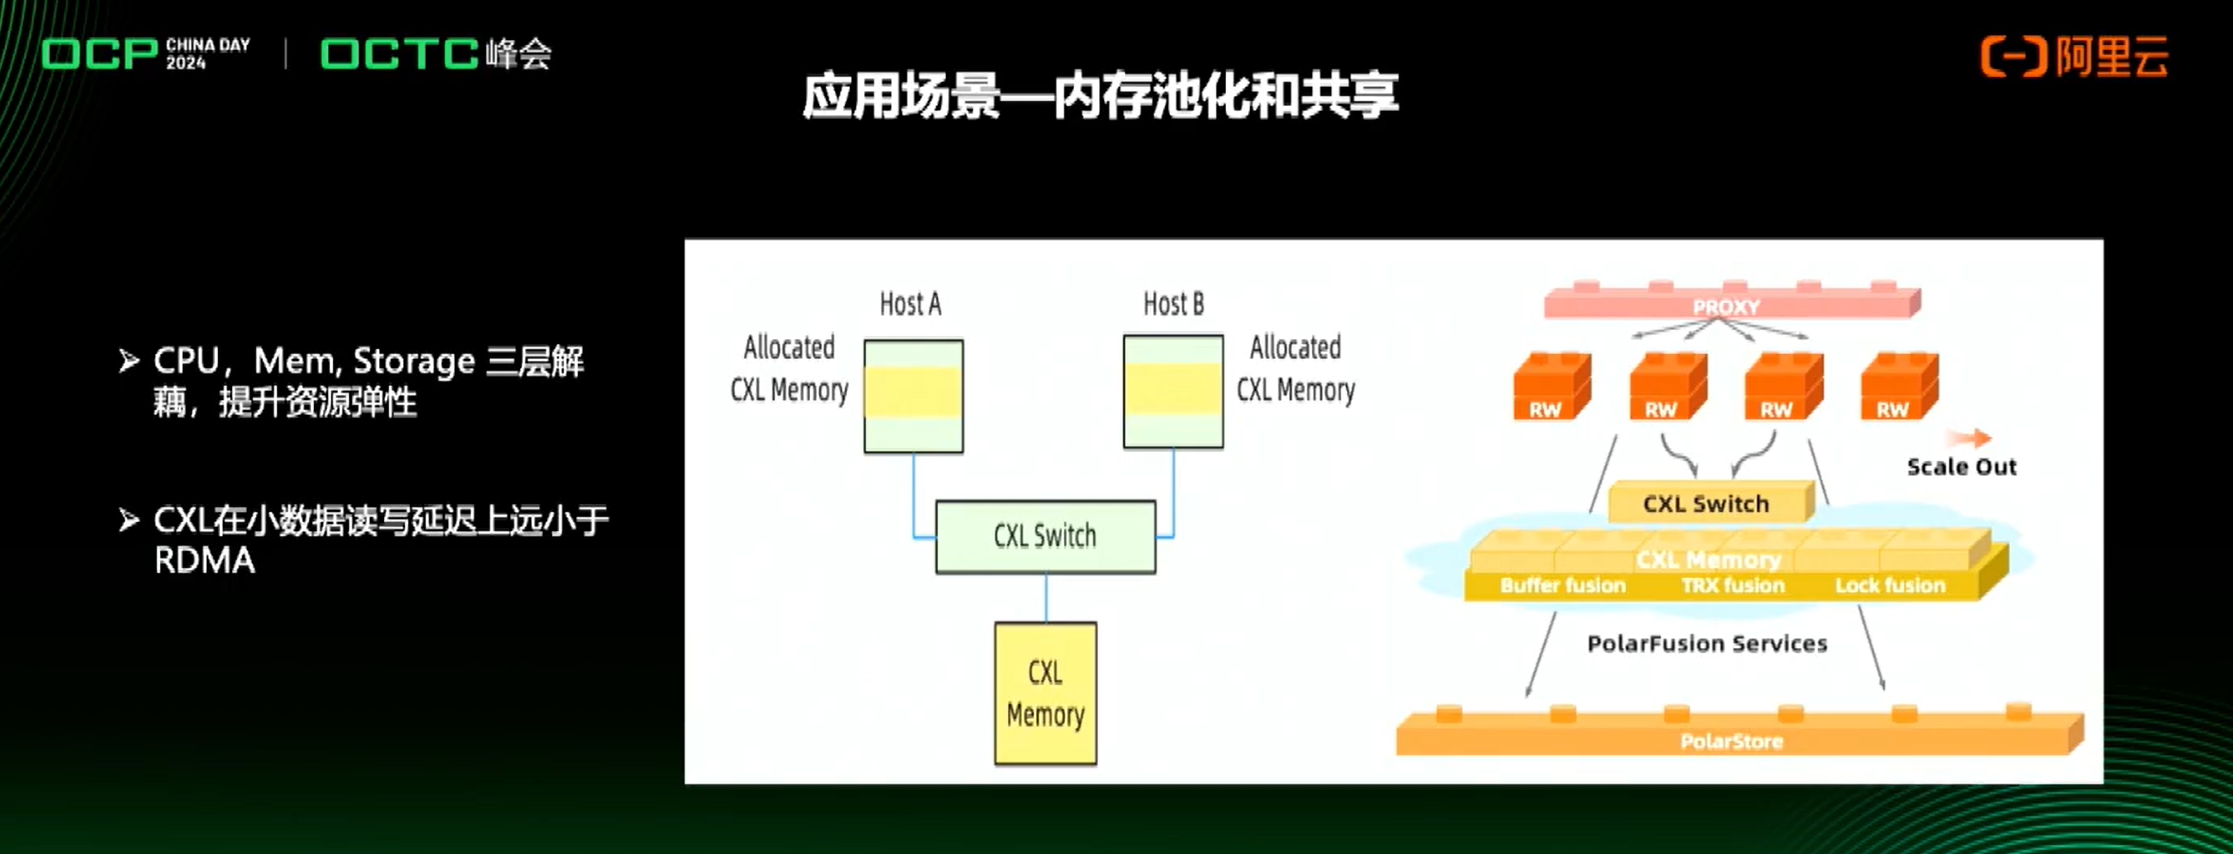 OCP CHINA DAY 2024 | OCTC峰会
阿里云
应用场景—内存池化和共享
➢ CPU，Mem, Storage 三层解
藕，提升资源弹性
➢ CXL在小数据读写延迟上远小于
RDMA
Host A
Host B
Allocated
CXL Memory
Allocated
CXL Memory
CXL Switch
CXL
Memory
PROXY
RW RW RW RW
Scale Out
CXL Switch
CXL Memory
Buffer fusion TRX fusion Lock fusion
PolarFusion Services
PolarStore